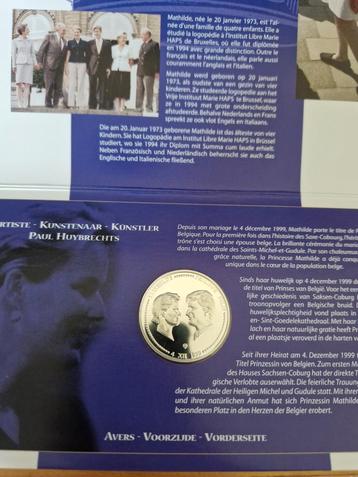 Mathilde, née le 20 janvier 1973, est l'aî-
née d'une famille de quatre enfants. Elle a
étudié la logopédie à l'Institut Libre Marie
HAPS de Bruxelles, où elle fut diplômée
en 1994 avec grande distinction. Outre le
français et le néerlandais, elle parle aussi
couramment l'anglais et l'italien.
Mathilde werd geboren op 20 januari
1973, als oudste van een gezin van vier
kinderen. Ze studeerde logopedie aan het
Vrije Instituut Marie HAPS te Brussel, waar
ze in 1994 met grote onderscheiding
afstudeerde. Behalve Nederlands en Frans
spreekt ze ook vlot Engels en Italiaans.
Die am 20. Januar 1973 geborene Mathilde ist das älteste von vier
Kindern. Sie hat Logopädie am Institut Libre Marie HAPS in Brüssel
studiert, wo sie 1994 ihr Diplom mit Summa cum laude erhielt.
Neben Französisch und Niederländisch beherrscht sie auch das
Englische und Italienische fließend.
ARTISTE - KUNSTENAAR - KÜNSTLER
PAUL HUYBRECHTS
Depuis son mariage le 4 décembre 1999, Mathilde porte le titre de
Belgique. Pour la première fois dans l'histoire des Saxe-Cobourg, l'h
trône s'est choisi une épouse belge. La brillante cérémonie du maria
dans la cathédrale des Saints-Michel-et-Gudule. Par son
grâce naturelle, la Princesse Mathilde a déjà conqu
unique dans le cœur de la population belge.
Sinds haar huwelijk op 4 december 1999 d
de titel van Prinses van België. Voor het ee
lijke geschiedenis van Saksen-Coburg
troonopvolger een Belgische bruid.
huwelijksplechtigheid vond plaats in
en-Sint-Goedelekathedraal. Met haar
lach en haar natuurlijke gratie heeft P
al een plaatsje veroverd in de harten
Seit ihrer Heirat am 4. Dezember 1999
Titel Prinzessin von Belgien. Zum ersten M
des Houses Sachsen-Coburg hat der direkte T
gische Verlobte auserwählt. Die feierliche Trauun
der Kathedrale der Heiligen Michel und Gudule statt. Mit i
und ihrer natürlichen Anmut hat sich Prinzessin Mathild
besonderen Platz in den Herzen der Belgier erobert.
AVERS - VOORZIJDE - VORDERSEITE